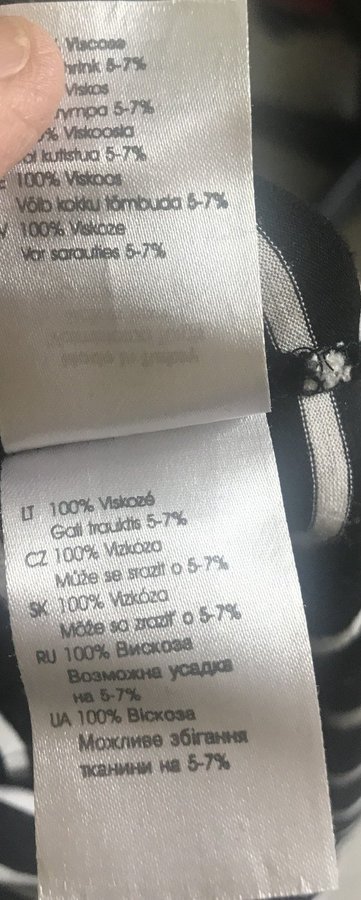 Viscose
5-7%
Viskos
5-7%
% Viskoosia
kutistua 5-7%
100% Viskoos
Võib kokku tõmbuda 5-7%
100% Viskoze
Var sarauties 5-7%
LT 100% Viskozė
Gali trauktis 5-7%
CZ 100% Vizkóza
Může se srazit o 5-7%
SK 100% Vizkóza
Môže sa zraziť o 5-7%
RU 100% Вискоза
Возможна усадка
на 5-7%
UA 100% Віскоза
Можливе збігання
тканини на 5-7%